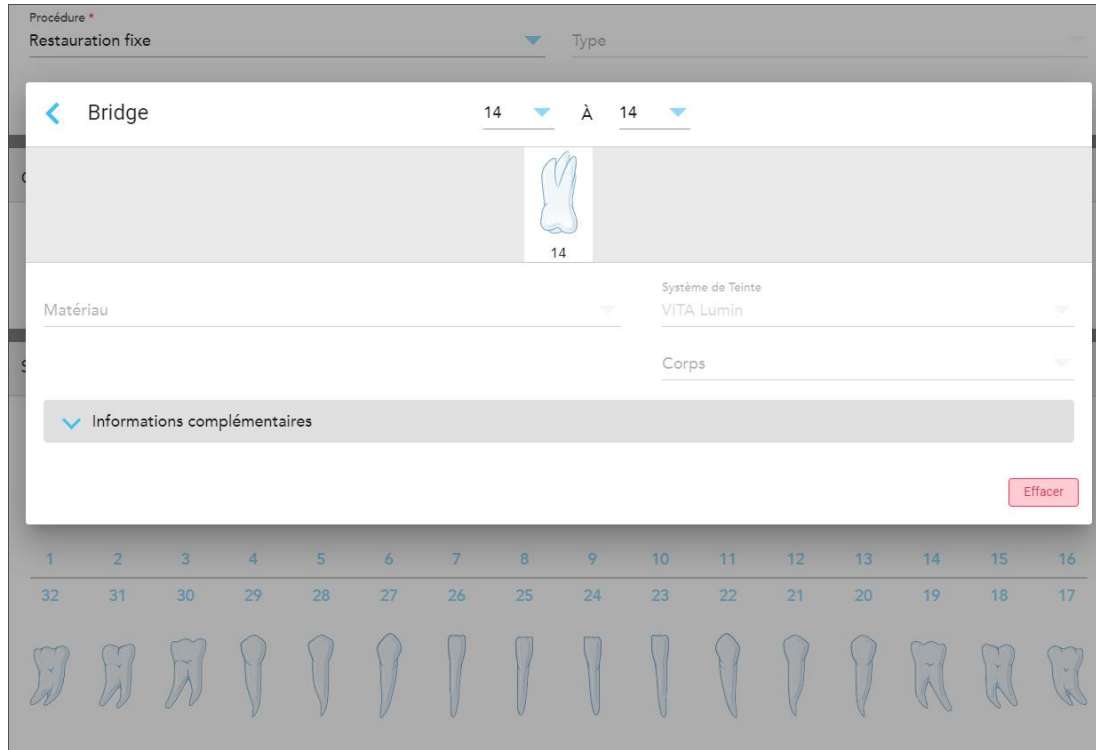 Procédure *
Restauration fixe Type
Bridge 14 À 14
14
Système de Teinte
Matériau VITA Lumin
Corps
Informations complémentaires
Effacer
1 2 3 4 5 6 7 8 9 10 11 12 13 14 15 16
32 31 30 29 28 27 26 25 24 23 22 21 20 19 18 17